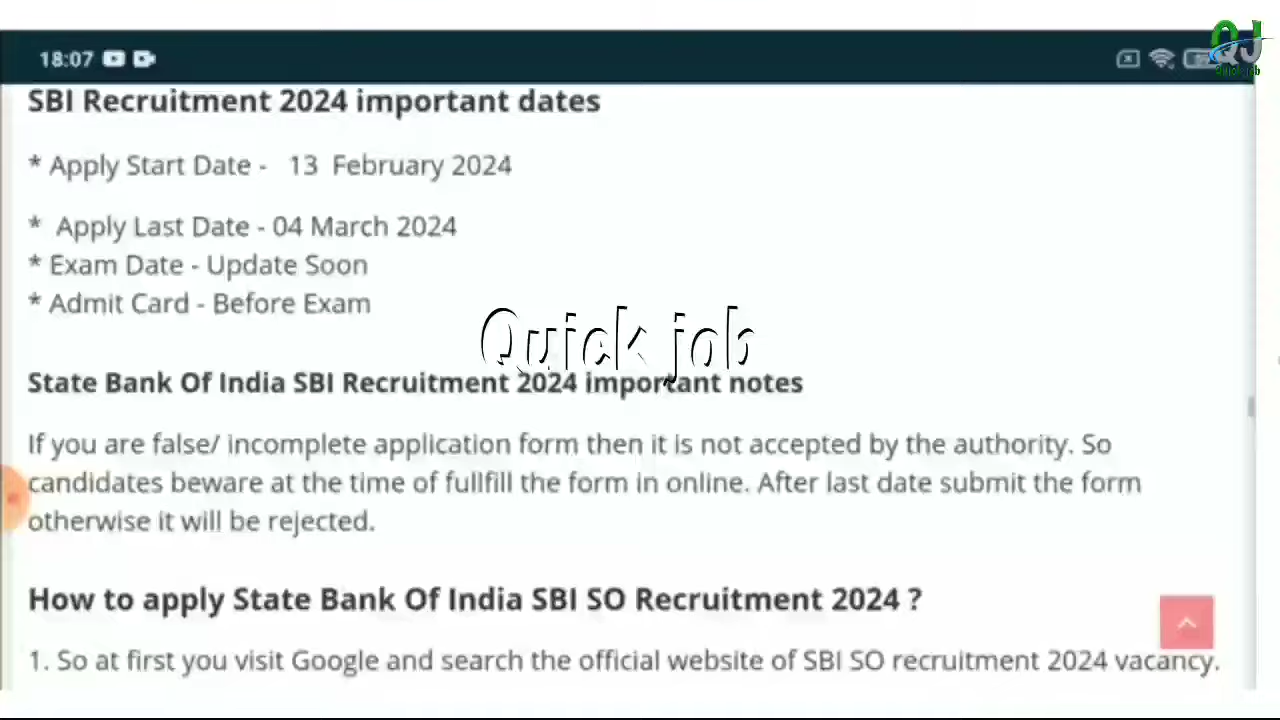 18:07
QJ
Quick job
SBI Recruitment 2024 important dates
* Apply Start Date - 13 February 2024
* Apply Last Date - 04 March 2024
* Exam Date - Update Soon
* Admit Card - Before Exam
Quick job
State Bank Of India SBI Recruitment 2024 important notes
If you are false/ incomplete application form then it is not accepted by the authority. So
candidates beware at the time of fullfill the form in online. After last date submit the form
otherwise it will be rejected.
How to apply State Bank Of India SBI SO Recruitment 2024 ?
1. So at first you visit Google and search the official website of SBI SO recruitment 2024 vacancy.